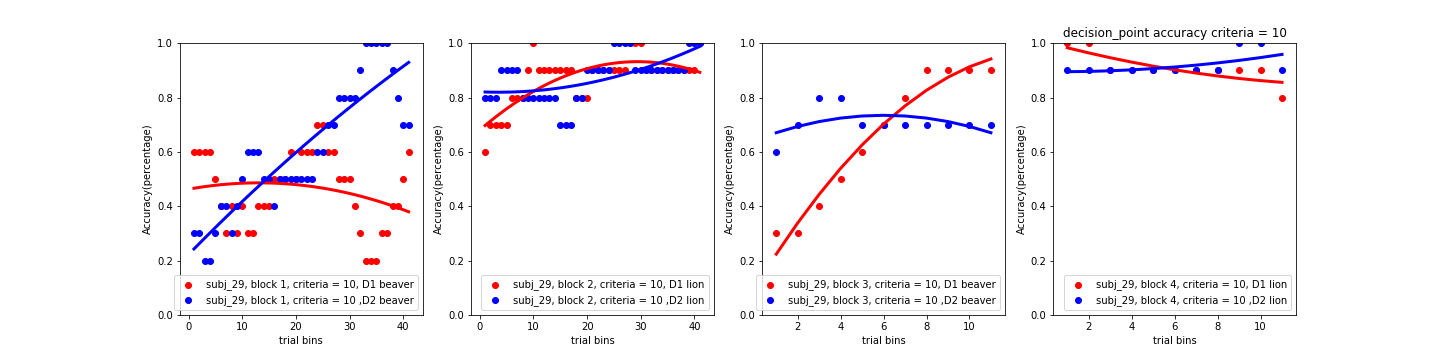 decision_point accuracy criteria = 10
1.0
0.8
0.6
0.4
0.2
0.0
Accuracy(percentage)
subj_29, block 1, criteria = 10, D1 beaver
subj_29, block 1, criteria = 10 ,D2 beaver
0 10 20 30 40
trial bins
1.0
0.8
0.6
0.4
0.2
0.0
Accuracy(percentage)
subj_29, block 2, criteria = 10, D1 lion
subj_29, block 2, criteria = 10 ,D2 lion
0 10 20 30 40
trial bins
1.0
0.8
0.6
0.4
0.2
0.0
Accuracy(percentage)
subj_29, block 3, criteria = 10, D1 beaver
subj_29, block 3, criteria = 10 ,D2 beaver
2 4 6 8 10
trial bins
1.0
0.8
0.6
0.4
0.2
0.0
Accuracy(percentage)
subj_29, block 4, criteria = 10, D1 lion
subj_29, block 4, criteria = 10 ,D2 lion
2 4 6 8 10
trial bins